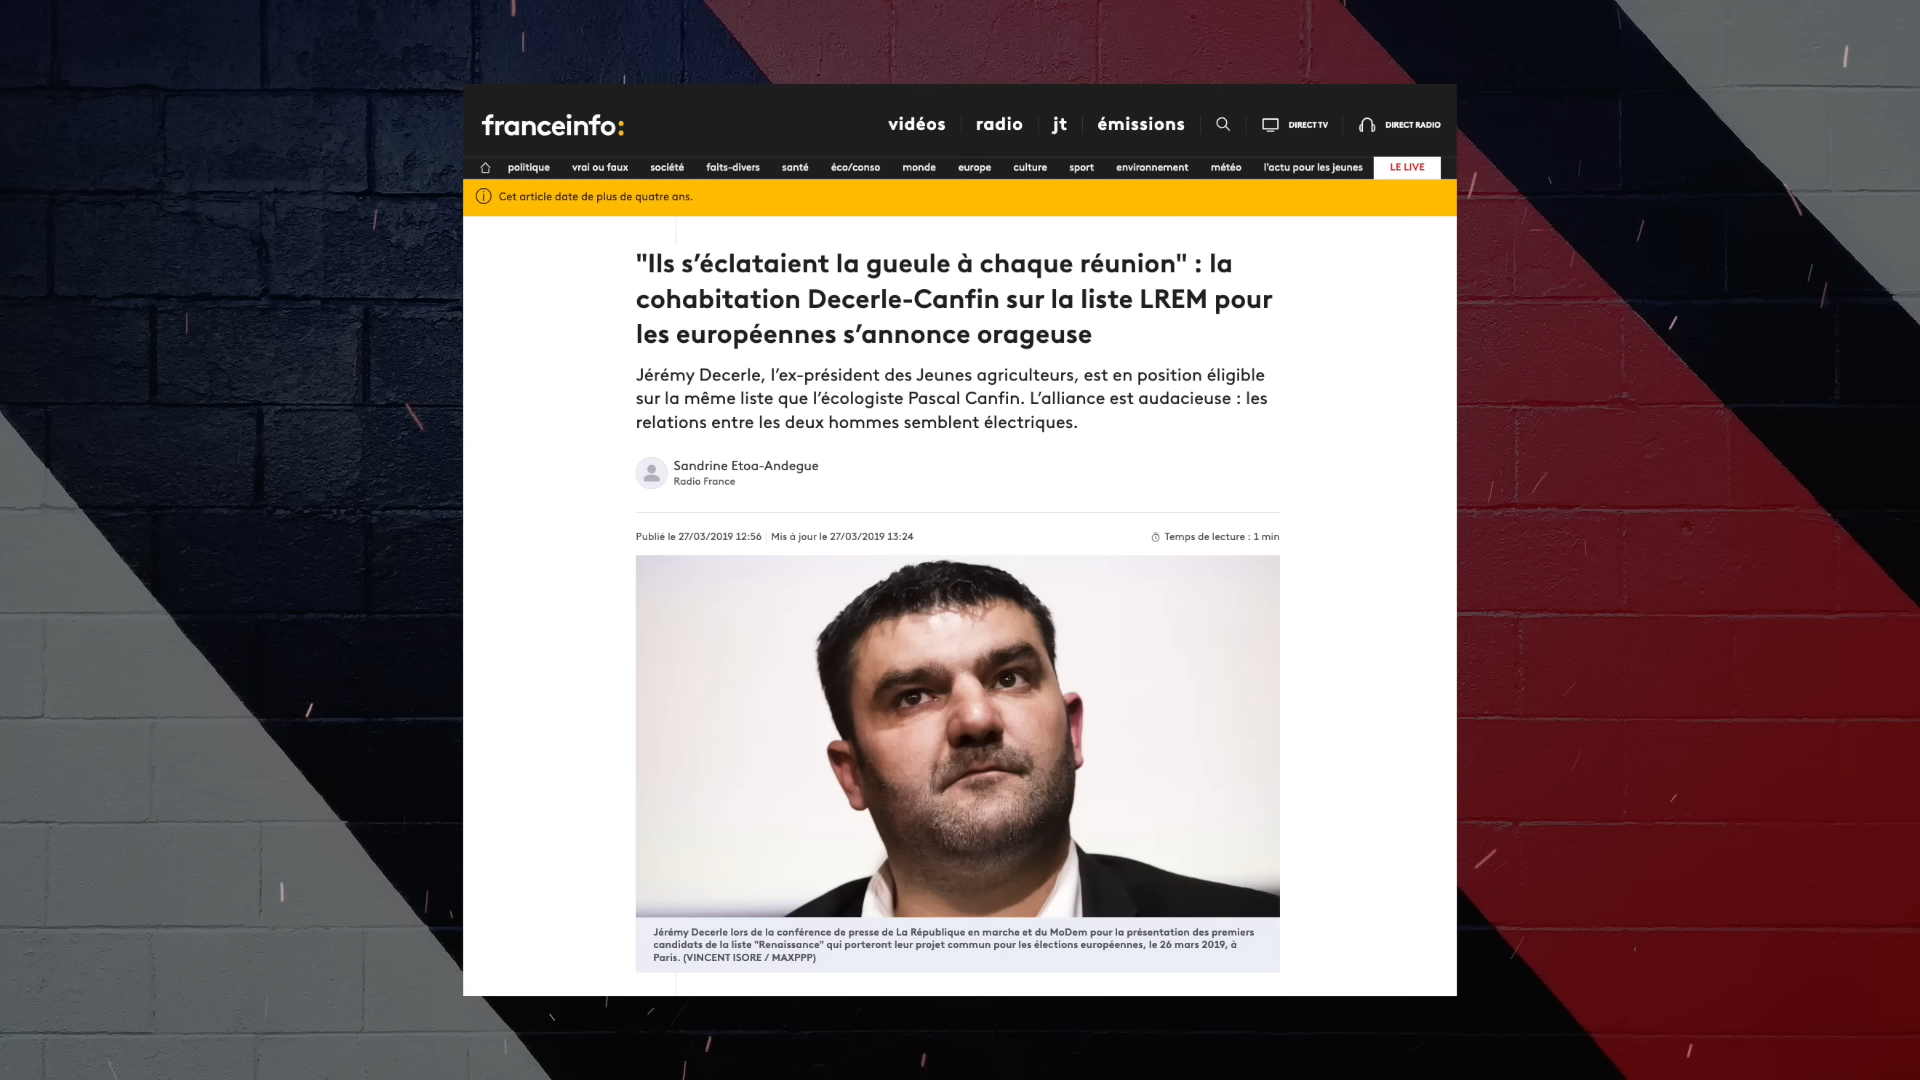 franceinfo:
vidéos radio jt émissions DIRECT TV DIRECT RADIO
politique vrai ou faux société faits-divers santé éco/conso monde europe culture sport environnement météo l'actu pour les jeunes LE LIVE
Cet article date de plus de quatre ans.
"Ils s’éclataient la gueule à chaque réunion" : la
cohabitation Decerle-Canfin sur la liste LREM pour
les européennes s’annonce orageuse
Jérémy Decerle, l’ex-président des Jeunes agriculteurs, est en position éligible
sur la même liste que l’écologiste Pascal Canfin. L’alliance est audacieuse : les
relations entre les deux hommes semblent électriques.
Sandrine Etoa-Andegue
Radio France
Publié le 27/03/2019 12:56 Mis à jour le 27/03/2019 13:24 Temps de lecture : 1 min
Jérémy Decerle lors de la conférence de presse de La République en marche et du MoDem pour la présentation des premiers
candidats de la liste "Renaissance" qui porteront leur projet commun pour les élections européennes, le 26 mars 2019, à
Paris. (VINCENT ISORE / MAXPPP)